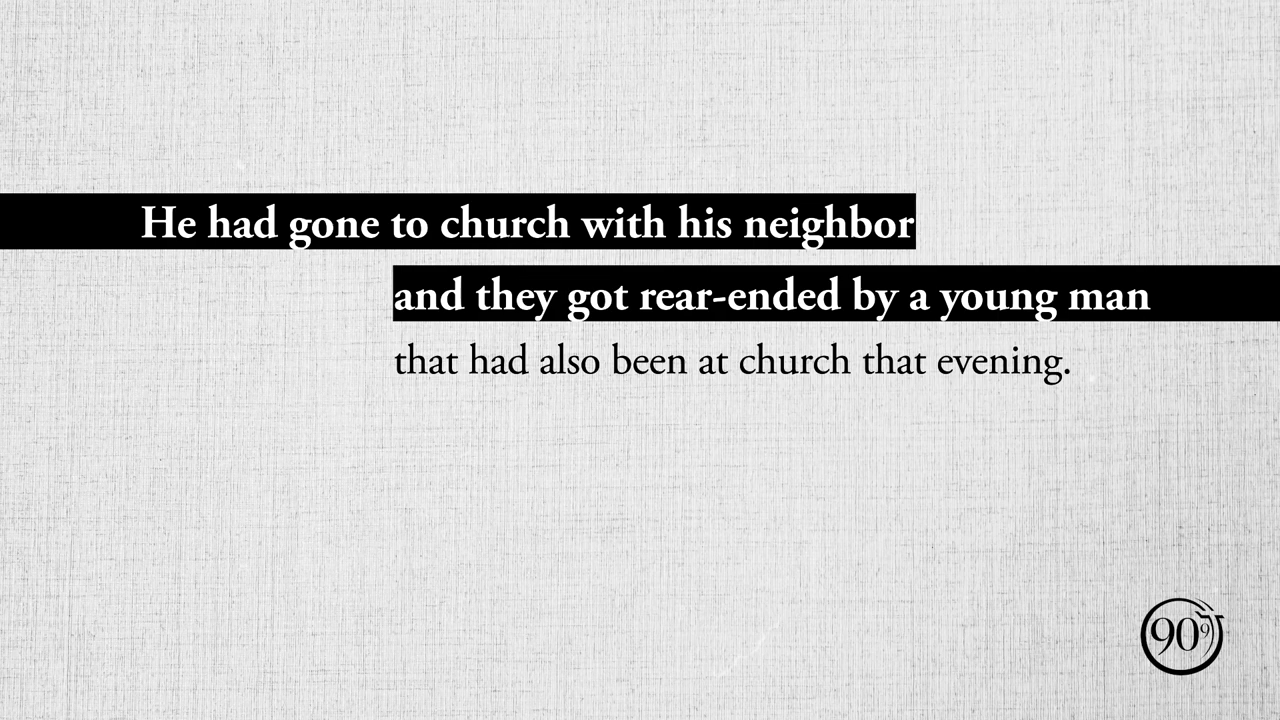 He had gone to church with his neighbor
and they got rear-ended by a young man
that had also been at church that evening.
90 9